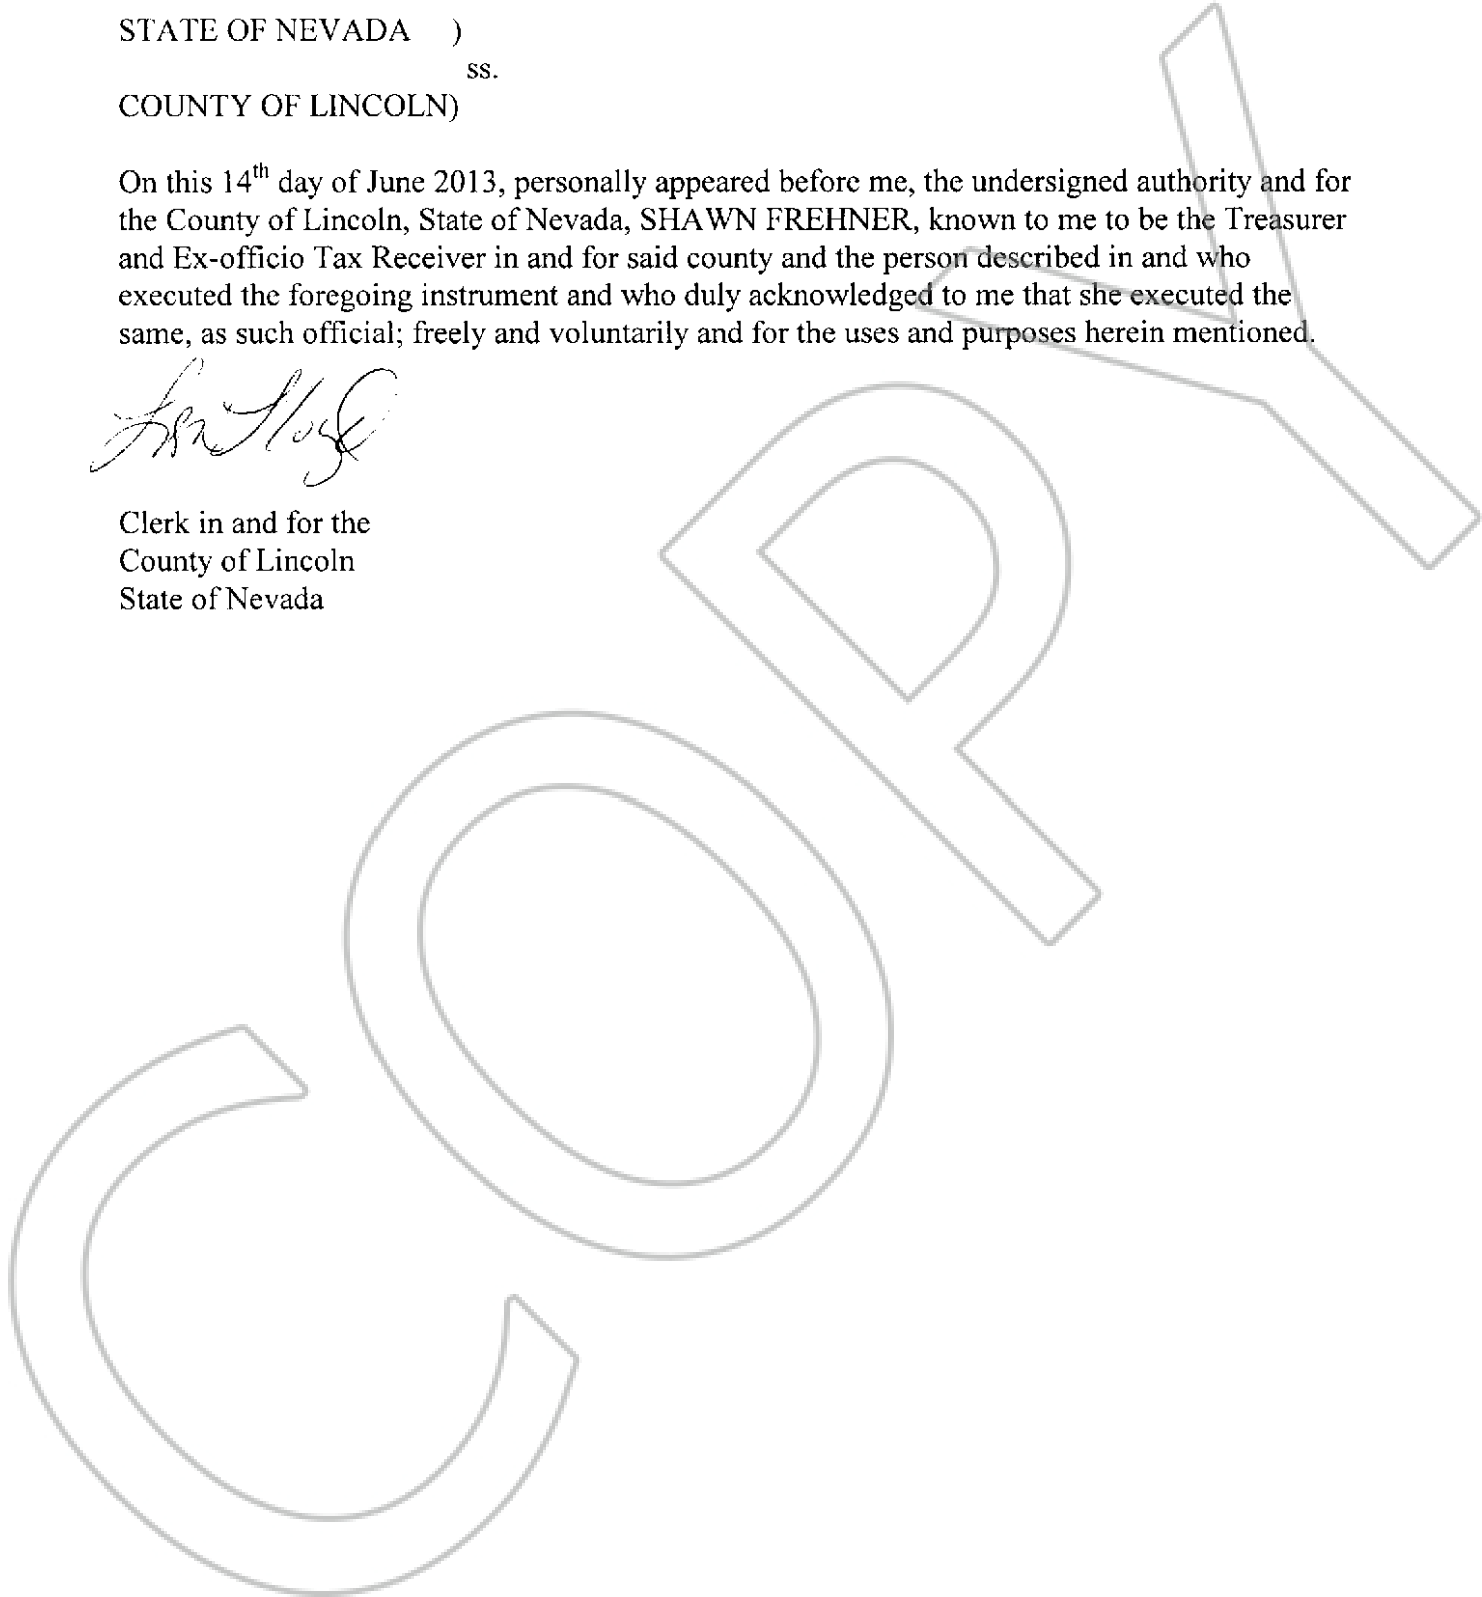 STATE OF NEVADA )
ss.
COUNTY OF LINCOLN)
On this 14th day of June 2013, personally appeared before me, the undersigned authority and for
the County of Lincoln, State of Nevada, SHAWN FREHNER, known to me to be the Treasurer
and Ex-officio Tax Receiver in and for said county and the person described in and who
executed the foregoing instrument and who duly acknowledged to me that she executed the
same, as such official; freely and voluntarily and for the uses and purposes herein mentioned.
Clerk in and for the
County of Lincoln
State of Nevada
COPY